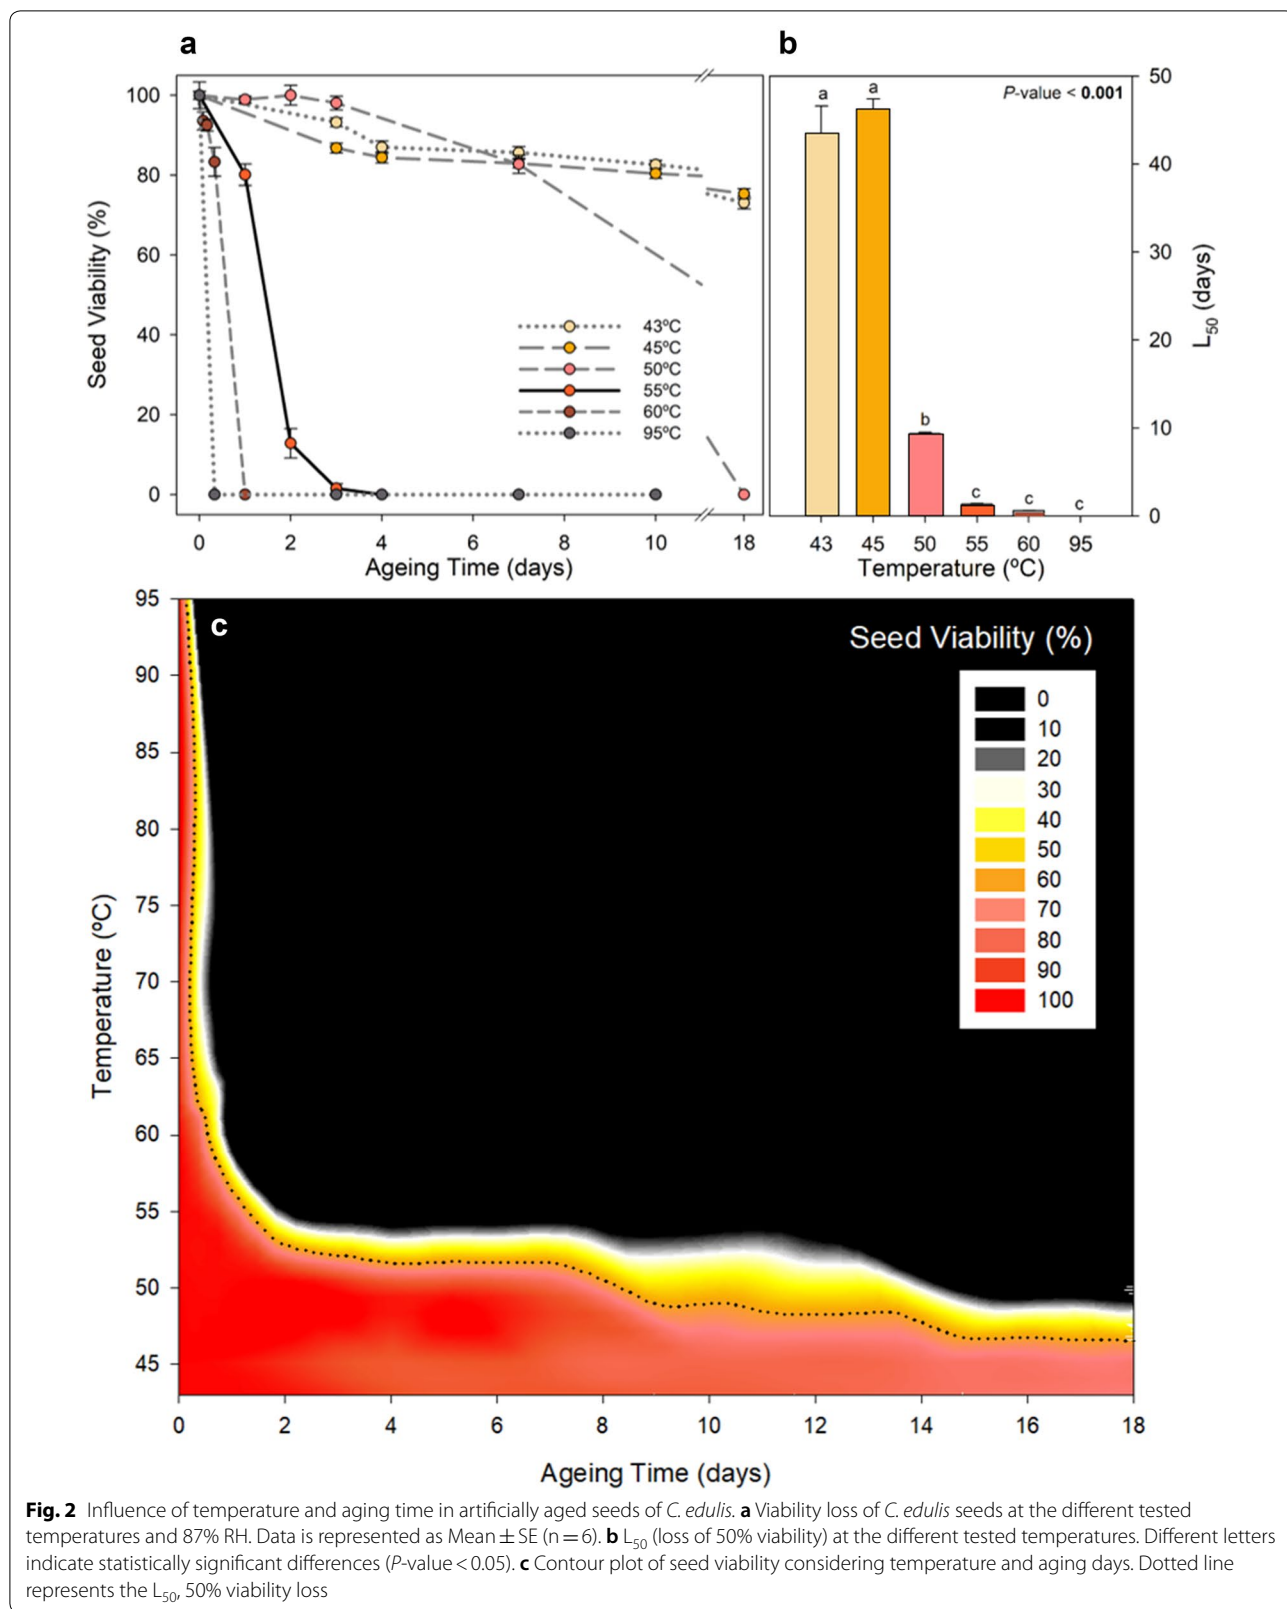 a
100
80
60
40
20
0
Seed Viability (%)
43ºC
45ºC
50ºC
55ºC
60ºC
95ºC
0 2 4 6 8 10 18
Ageing Time (days)
b
P-value < 0.001
a a b c c c
50
40
30
20
10
0
L50 (days)
43 45 50 55 60 95
Temperature (ºC)
c
95
90
85
80
75
70
65
60
55
50
45
Temperature (ºC)
Seed Viability (%)
0
10
20
30
40
50
60
70
80
90
100
0 2 4 6 8 10 12 14 16 18
Ageing Time (days)
Fig. 2 Influence of temperature and aging time in artificially aged seeds of C. edulis. a Viability loss of C. edulis seeds at the different tested
temperatures and 87% RH. Data is represented as Mean ± SE (n = 6). b L50 (loss of 50% viability) at the different tested temperatures. Different letters
indicate statistically significant differences (P-value < 0.05). c Contour plot of seed viability considering temperature and aging days. Dotted line
represents the L50, 50% viability loss